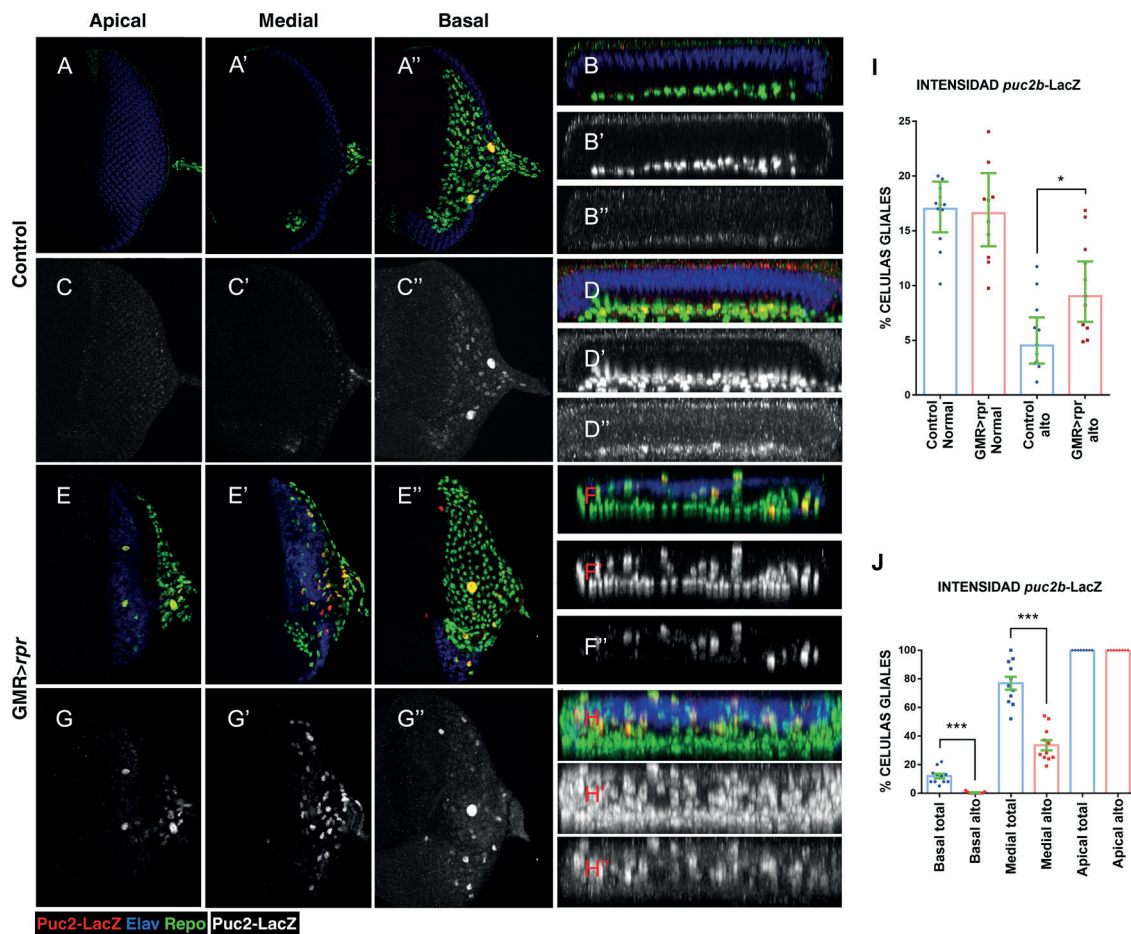 Apical
Medial
Basal
Control
GMR>rpr
A
A’
A’’
B
B’
B’’
C
C’
C’’
D
D’
D’’
E
E’
E’’
F
F’
F’’
G
G’
G’’
H
H’
H’’
Puc2-LacZ Elav Repo
Puc2-LacZ
I
INTENSIDAD puc2b-LacZ
% CELULAS GLIALES
25
20
15
10
5
0
*
Control Normal
GMR>rpr Normal
Control alto
GMR>rpr alto
J
INTENSIDAD puc2b-LacZ
% CELULAS GLIALES
100
80
60
40
20
0
***
***
Basal total
Basal alto
Medial total
Medial alto
Apical total
Apical alto